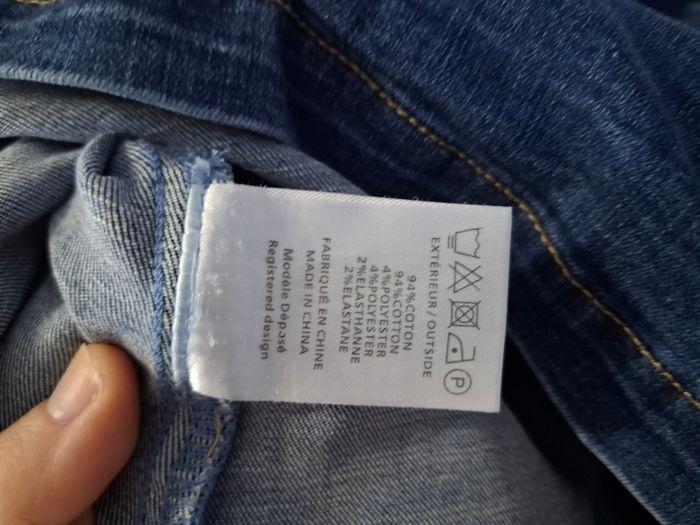 P
EXTÉRIEUR / OUTSIDE
94%COTON
94%COTTON
4%POLYESTER
4%POLYESTER
2%ELASTHANNE
2%ELASTANE
FABRIQUÉ EN CHINE
MADE IN CHINA
Modèle Déposé
Registered design